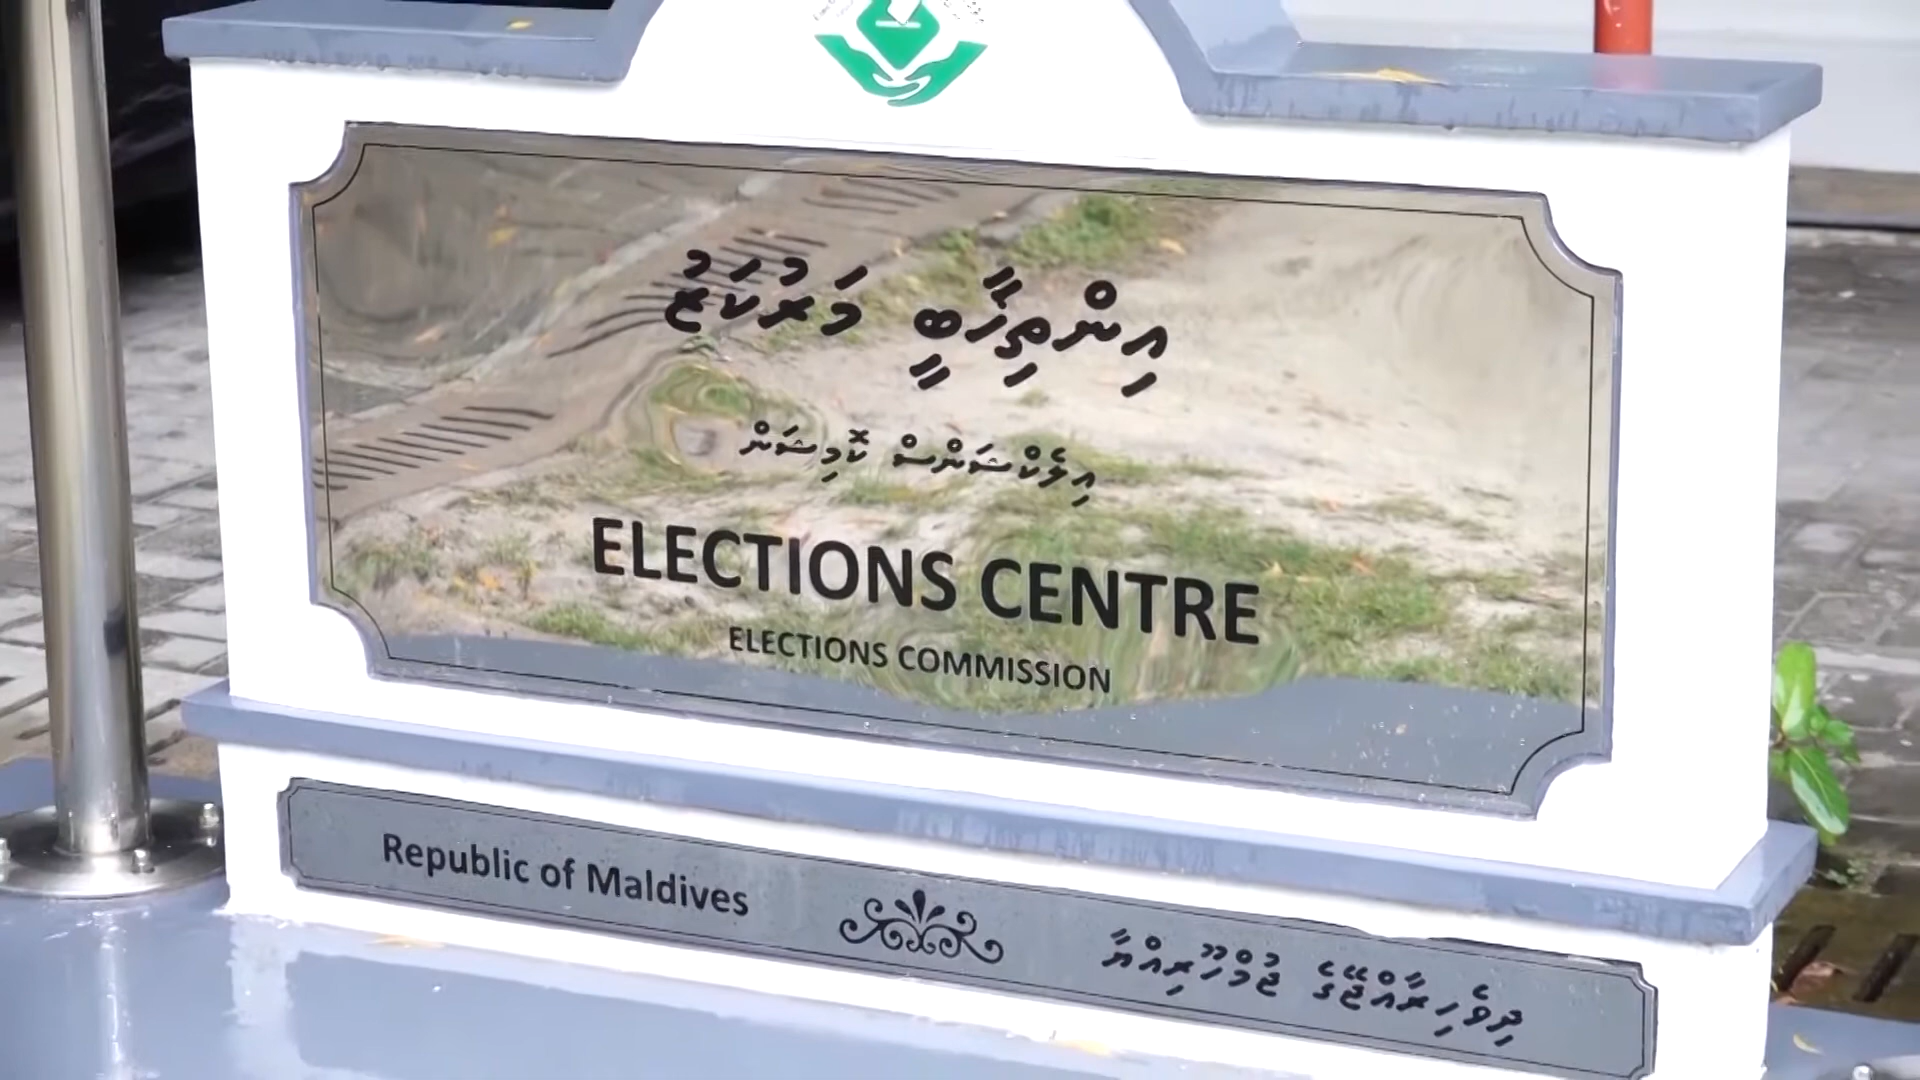 އިންތިޚާބީ މަރުކަޒު
އިލެކްޝަންސް ކޮމިޝަން
ELECTIONS CENTRE
ELECTIONS COMMISSION
Republic of Maldives
ދިވެހިރާއްޖޭގެ ޖުމްހޫރިއްޔާ